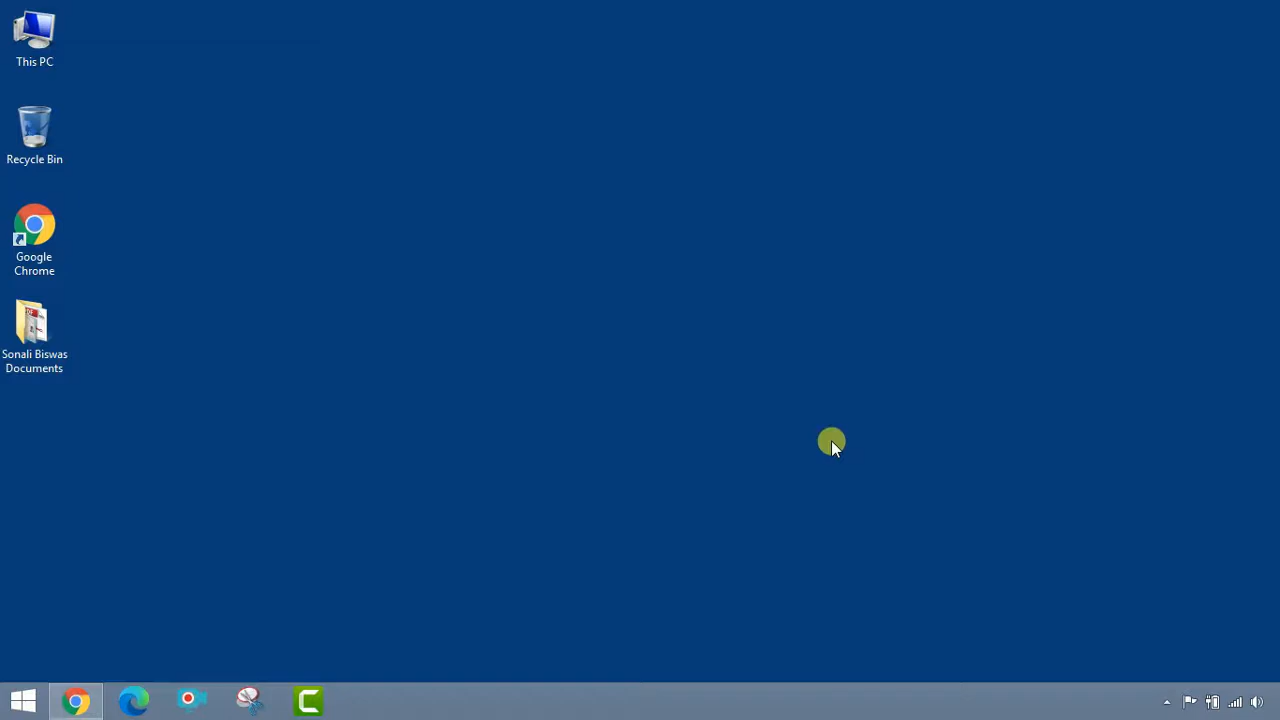 This PC
Recycle Bin
Google
Chrome
Sonali Biswas
Documents